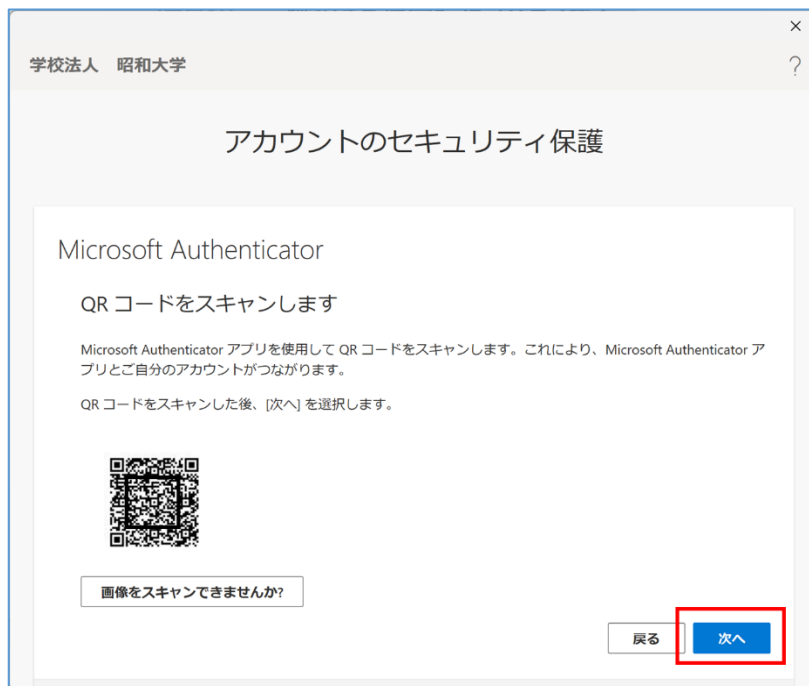 ×
学校法人　昭和大学
?
アカウントのセキュリティ保護
Microsoft Authenticator
QR コードをスキャンします
Microsoft Authenticator アプリを使用して QR コードをスキャンします。これにより、Microsoft Authenticator ア
プリとご自分のアカウントがつながります。
QR コードをスキャンした後、[次へ] を選択します。
画像をスキャンできませんか?
戻る
次へ